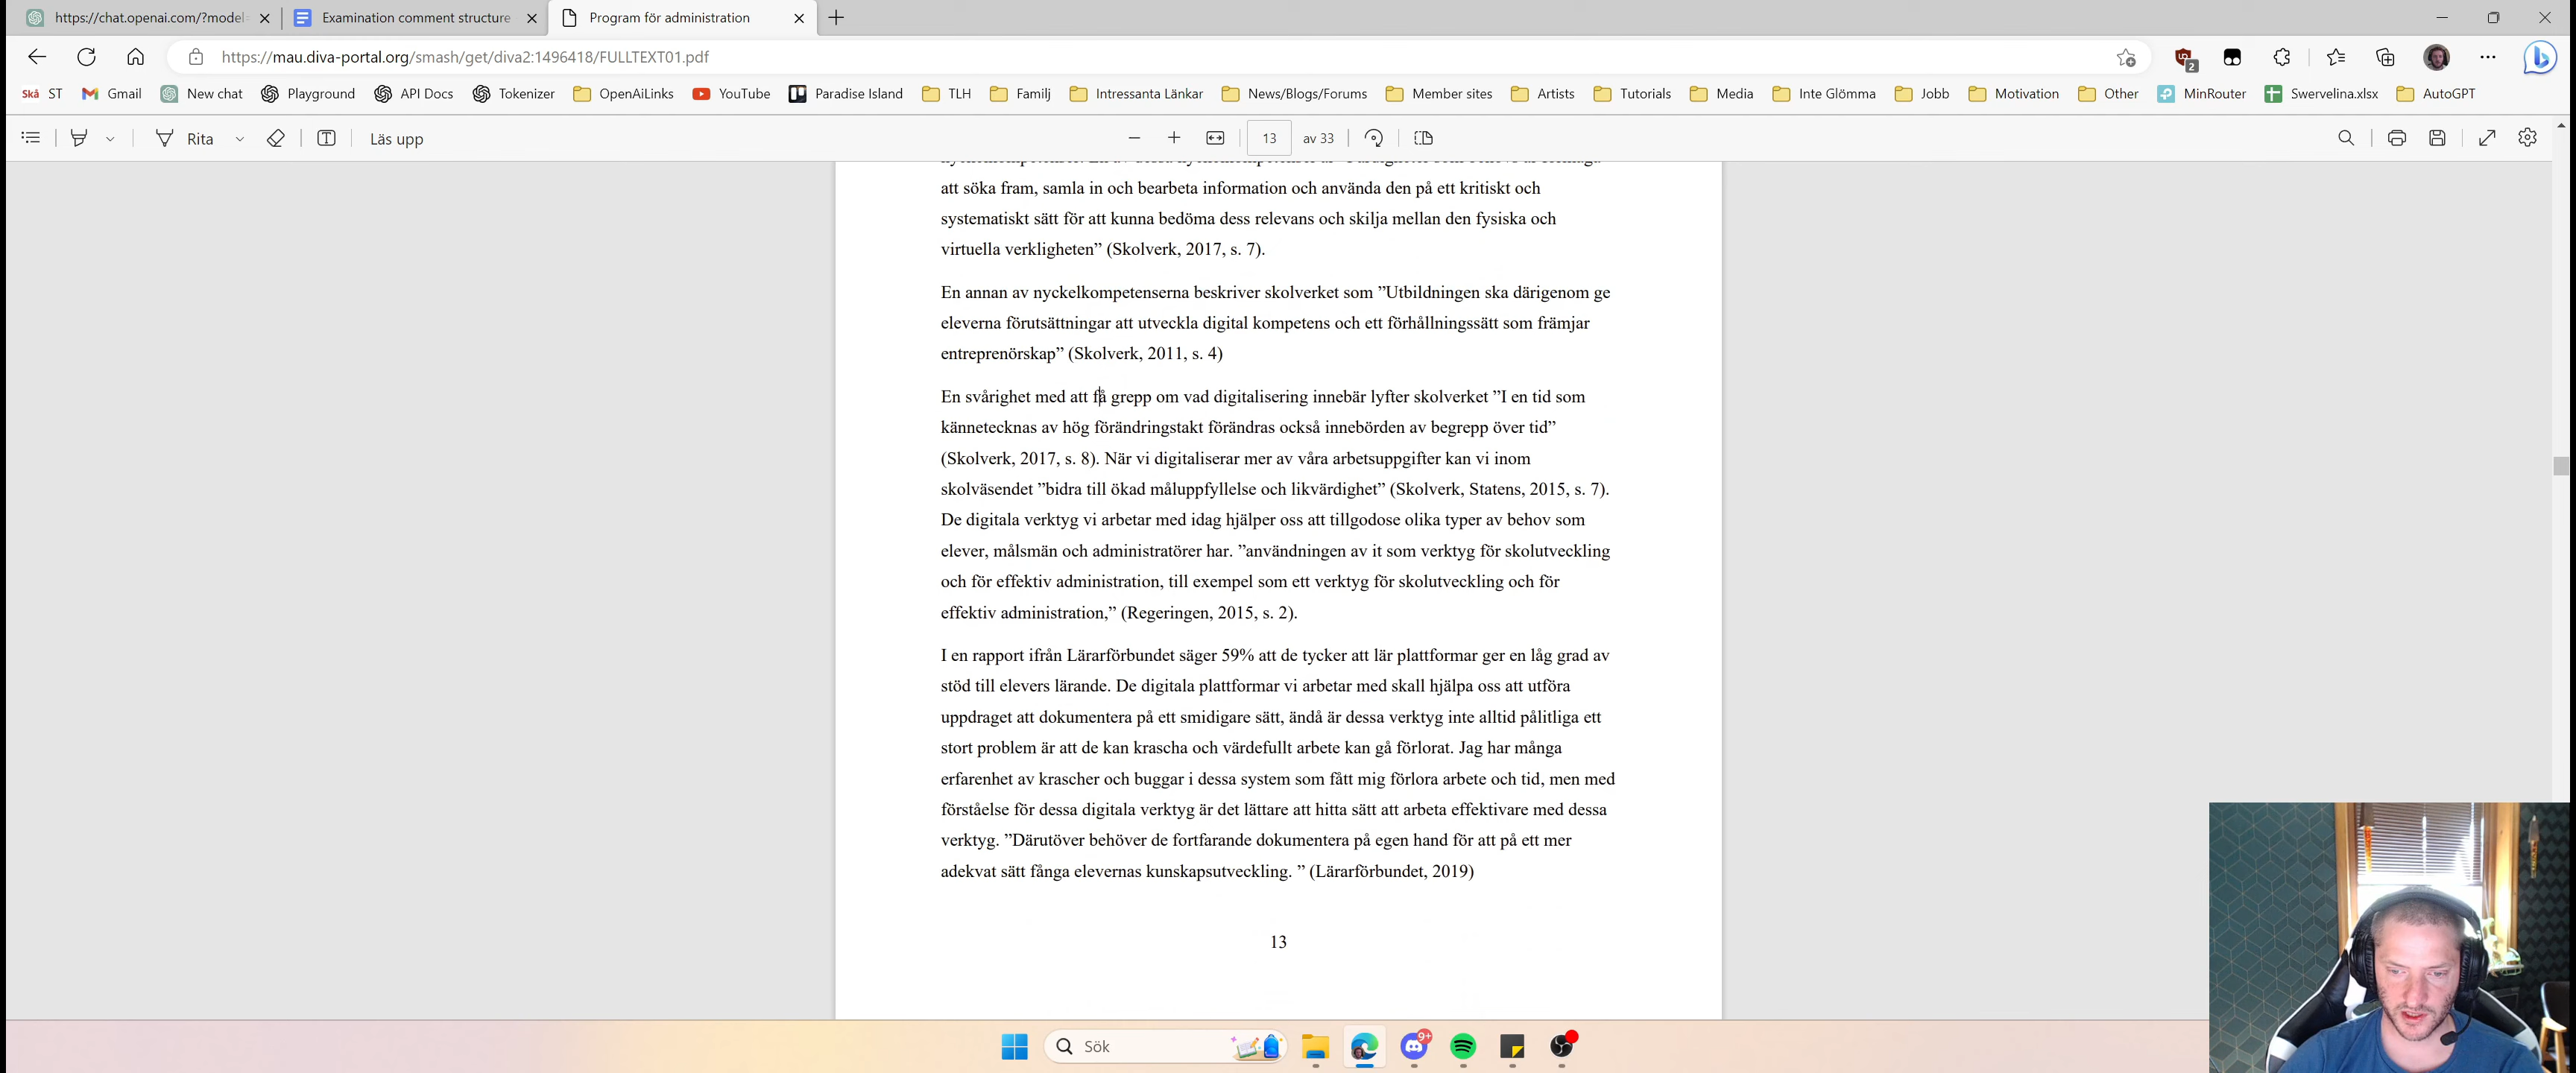 https://chat.openai.com/?model=
Examination comment structure
Program för administration
https://mau.diva-portal.org/smash/get/diva2:1496418/FULLTEXT01.pdf
2
Skå ST Gmail New chat Playground API Docs Tokenizer OpenAiLinks YouTube Paradise Island TLH Familj Intressanta Länkar News/Blogs/Forums Member sites Artists Tutorials Media Inte Glömma Jobb Motivation Other MinRouter Swervelina.xlsx AutoGPT
Rita Läs upp 13 av 33
att söka fram, samla in och bearbeta information och använda den på ett kritiskt och
systematiskt sätt för att kunna bedöma dess relevans och skilja mellan den fysiska och
virtuella verkligheten” (Skolverk, 2017, s. 7).
En annan av nyckelkompetenserna beskriver skolverket som ”Utbildningen ska därigenom ge
eleverna förutsättningar att utveckla digital kompetens och ett förhållningssätt som främjar
entreprenörskap” (Skolverk, 2011, s. 4)
En svårighet med att få grepp om vad digitalisering innebär lyfter skolverket ”I en tid som
kännetecknas av hög förändringstakt förändras också innebörden av begrepp över tid”
(Skolverk, 2017, s. 8). När vi digitaliserar mer av våra arbetsuppgifter kan vi inom
skolväsendet ”bidra till ökad måluppfyllelse och likvärdighet” (Skolverk, Statens, 2015, s. 7).
De digitala verktyg vi arbetar med idag hjälper oss att tillgodose olika typer av behov som
elever, målsmän och administratörer har. ”användningen av it som verktyg för skolutveckling
och för effektiv administration, till exempel som ett verktyg för skolutveckling och för
effektiv administration,” (Regeringen, 2015, s. 2).
I en rapport ifrån Lärarförbundet säger 59% att de tycker att lär plattformar ger en låg grad av
stöd till elevers lärande. De digitala plattformar vi arbetar med skall hjälpa oss att utföra
uppdraget att dokumentera på ett smidigare sätt, ändå är dessa verktyg inte alltid pålitliga ett
stort problem är att de kan krascha och värdefullt arbete kan gå förlorat. Jag har många
erfarenhet av krascher och buggar i dessa system som fått mig förlora arbete och tid, men med
förståelse för dessa digitala verktyg är det lättare att hitta sätt att arbeta effektivare med dessa
verktyg. ”Därutöver behöver de fortfarande dokumentera på egen hand för att på ett mer
adekvat sätt fånga elevernas kunskapsutveckling. ” (Lärarförbundet, 2019)
13
Sök
9+